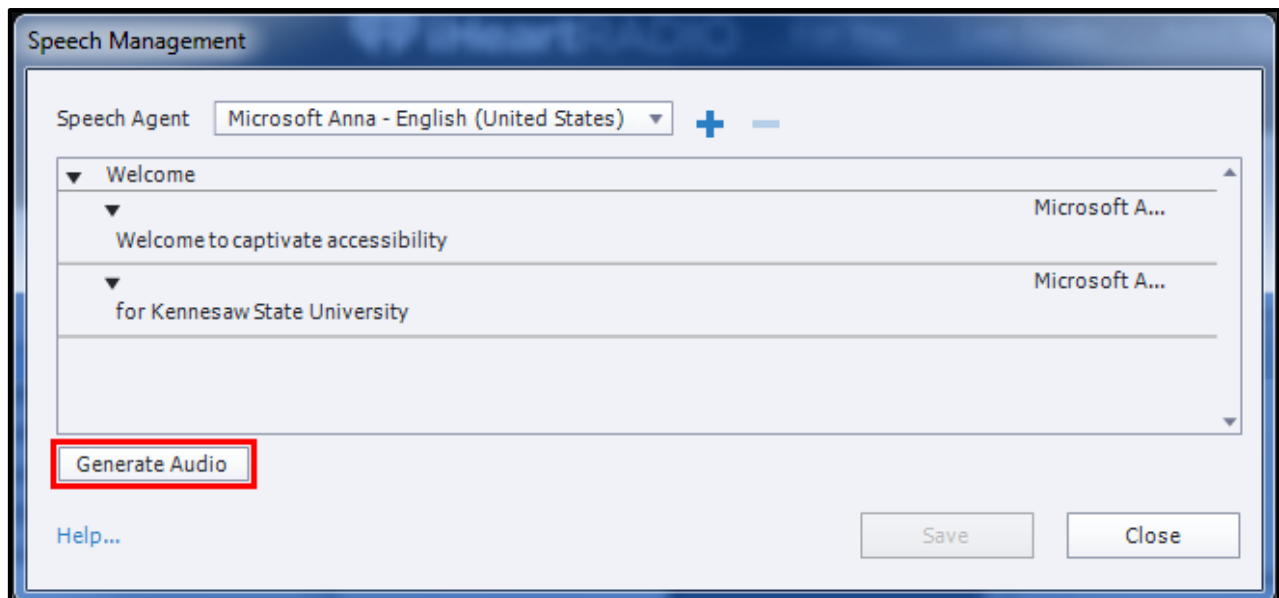 Speech Management
iHeartRADIO
Speech Agent Microsoft Anna - English (United States)
Welcome
Microsoft A...
Welcome to captivate accessibility
Microsoft A...
for Kennesaw State University
Generate Audio
Help... Save Close